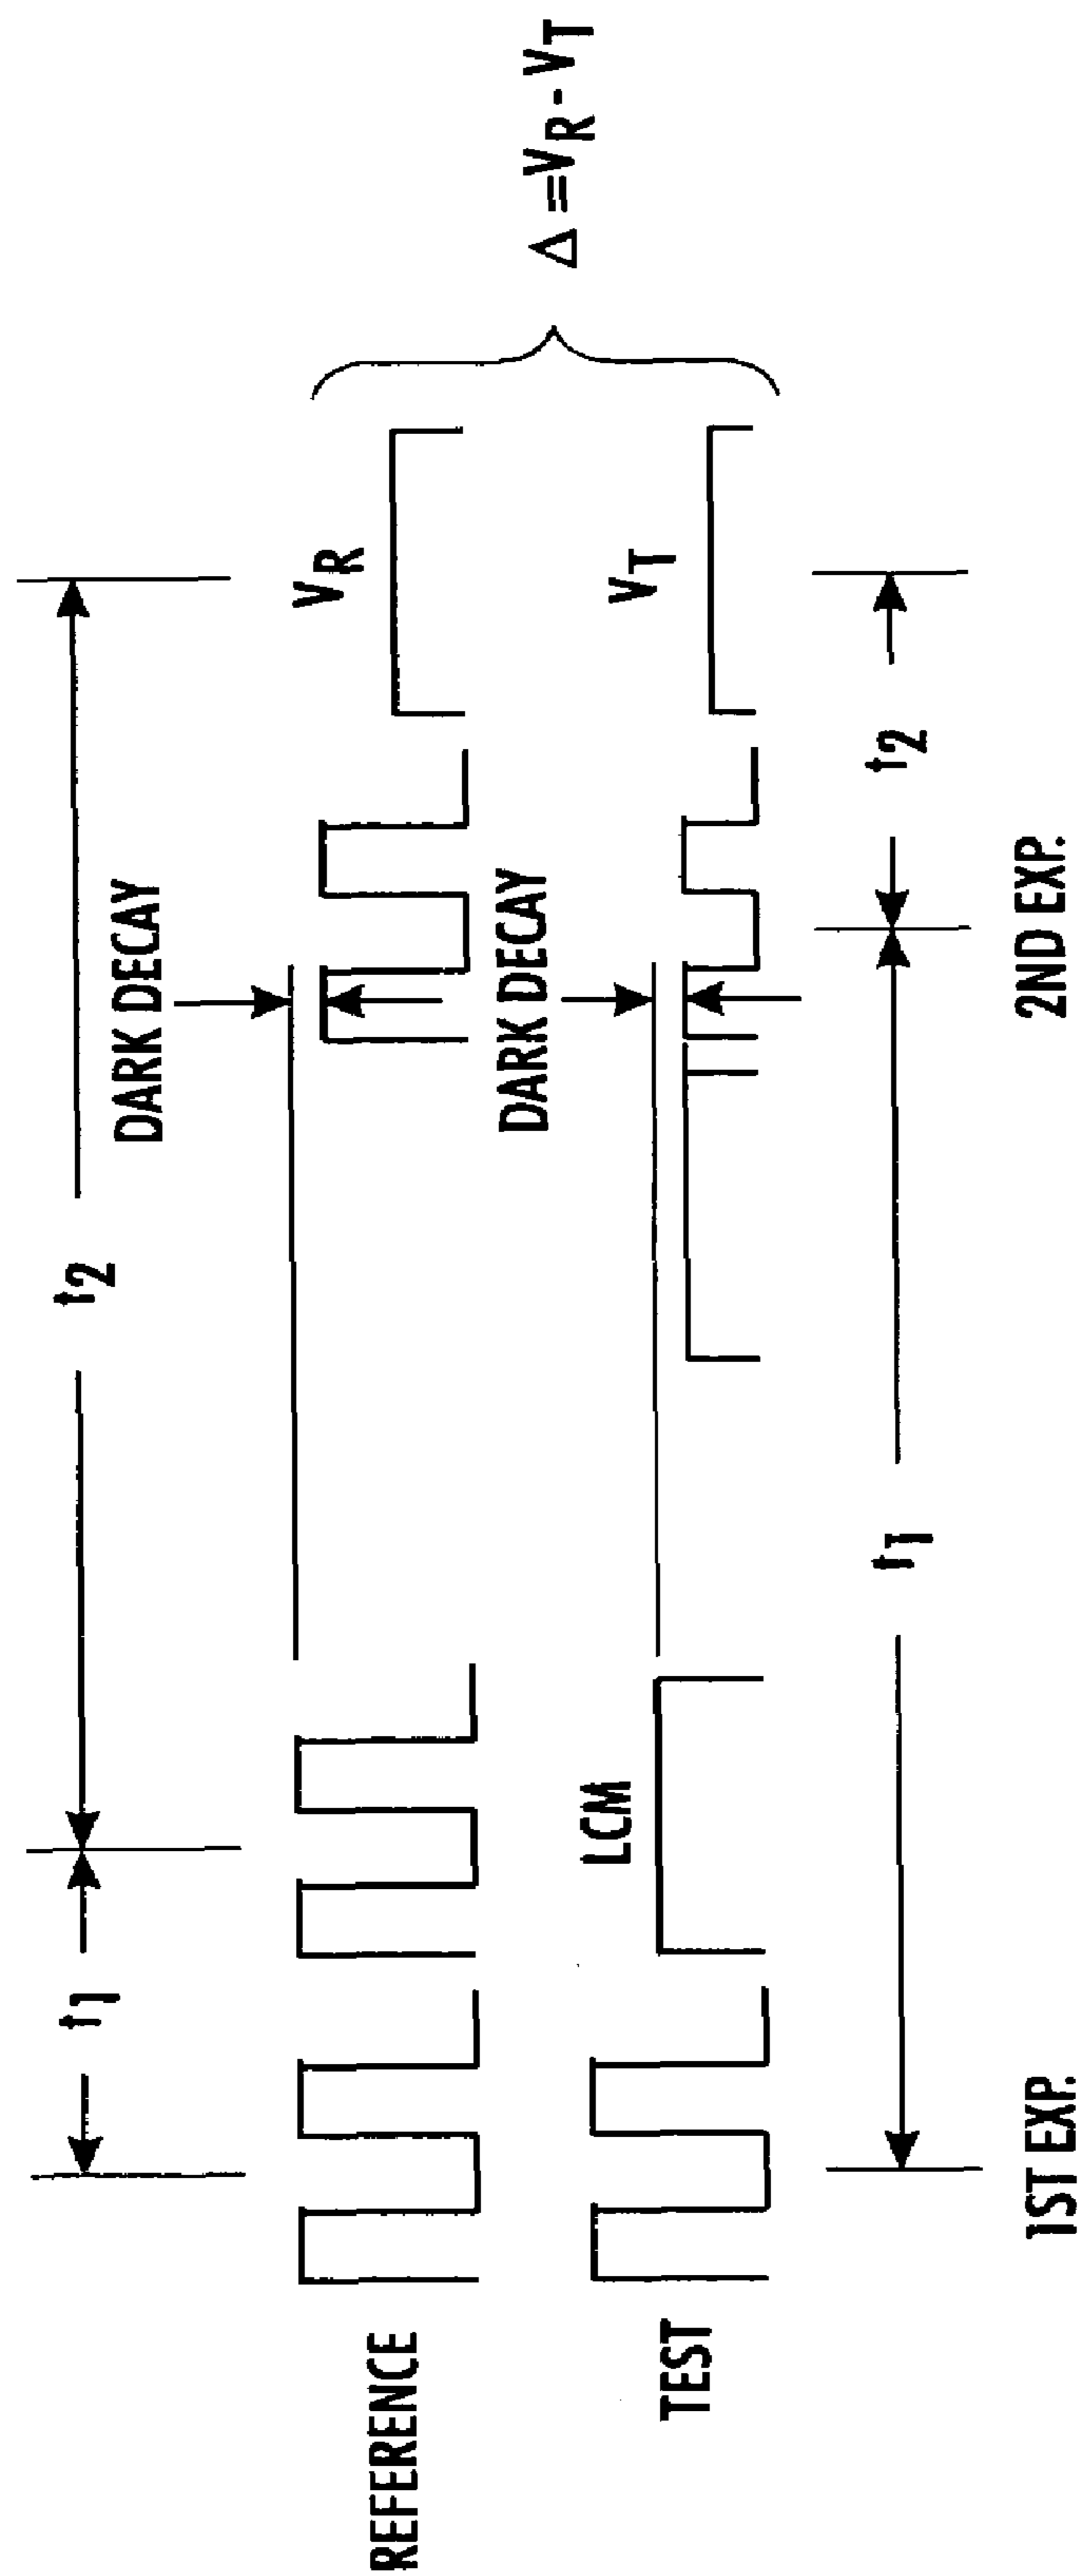 t1
t2
DARK DECAY
REFERENCE
VR
Δ = VR - VT
DARK DECAY
LCM
TEST
VT
t1
t2
1ST EXP.
2ND EXP.